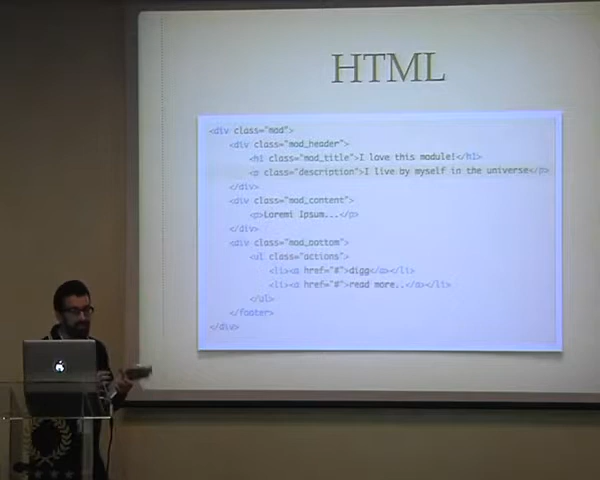 HTML
<div class="mod">
<div class="mod_header">
<h1 class="mod_title">I love this module!</h1>
<p class="description">I live by myself in the universe</p>
</div>
<div class="mod_content">
<p>Loremi Ipsum...</p>
</div>
<div class="mod_bottom">
<ul class="actions">
<li><a href="#">digg</a></li>
<li><a href="#">read more..</a></li>
</ul>
</footer>
</div>